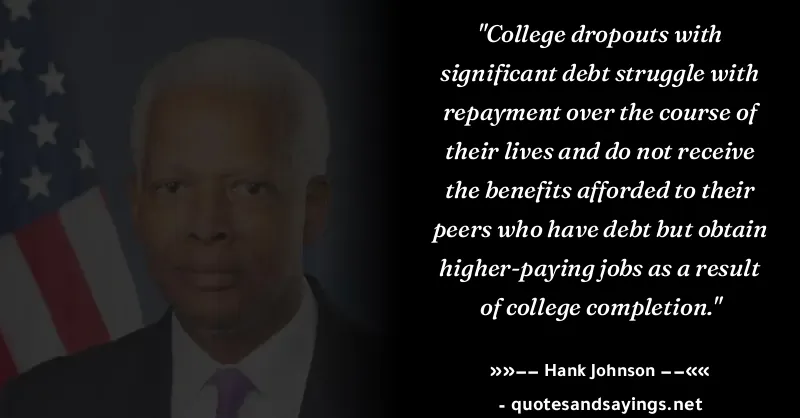 "College dropouts with
significant debt struggle with
repayment over the course of
their lives and do not receive
the benefits afforded to their
peers who have debt but obtain
higher-paying jobs as a result
of college completion."
»»−− Hank Johnson −−««
- quotesandsayings.net